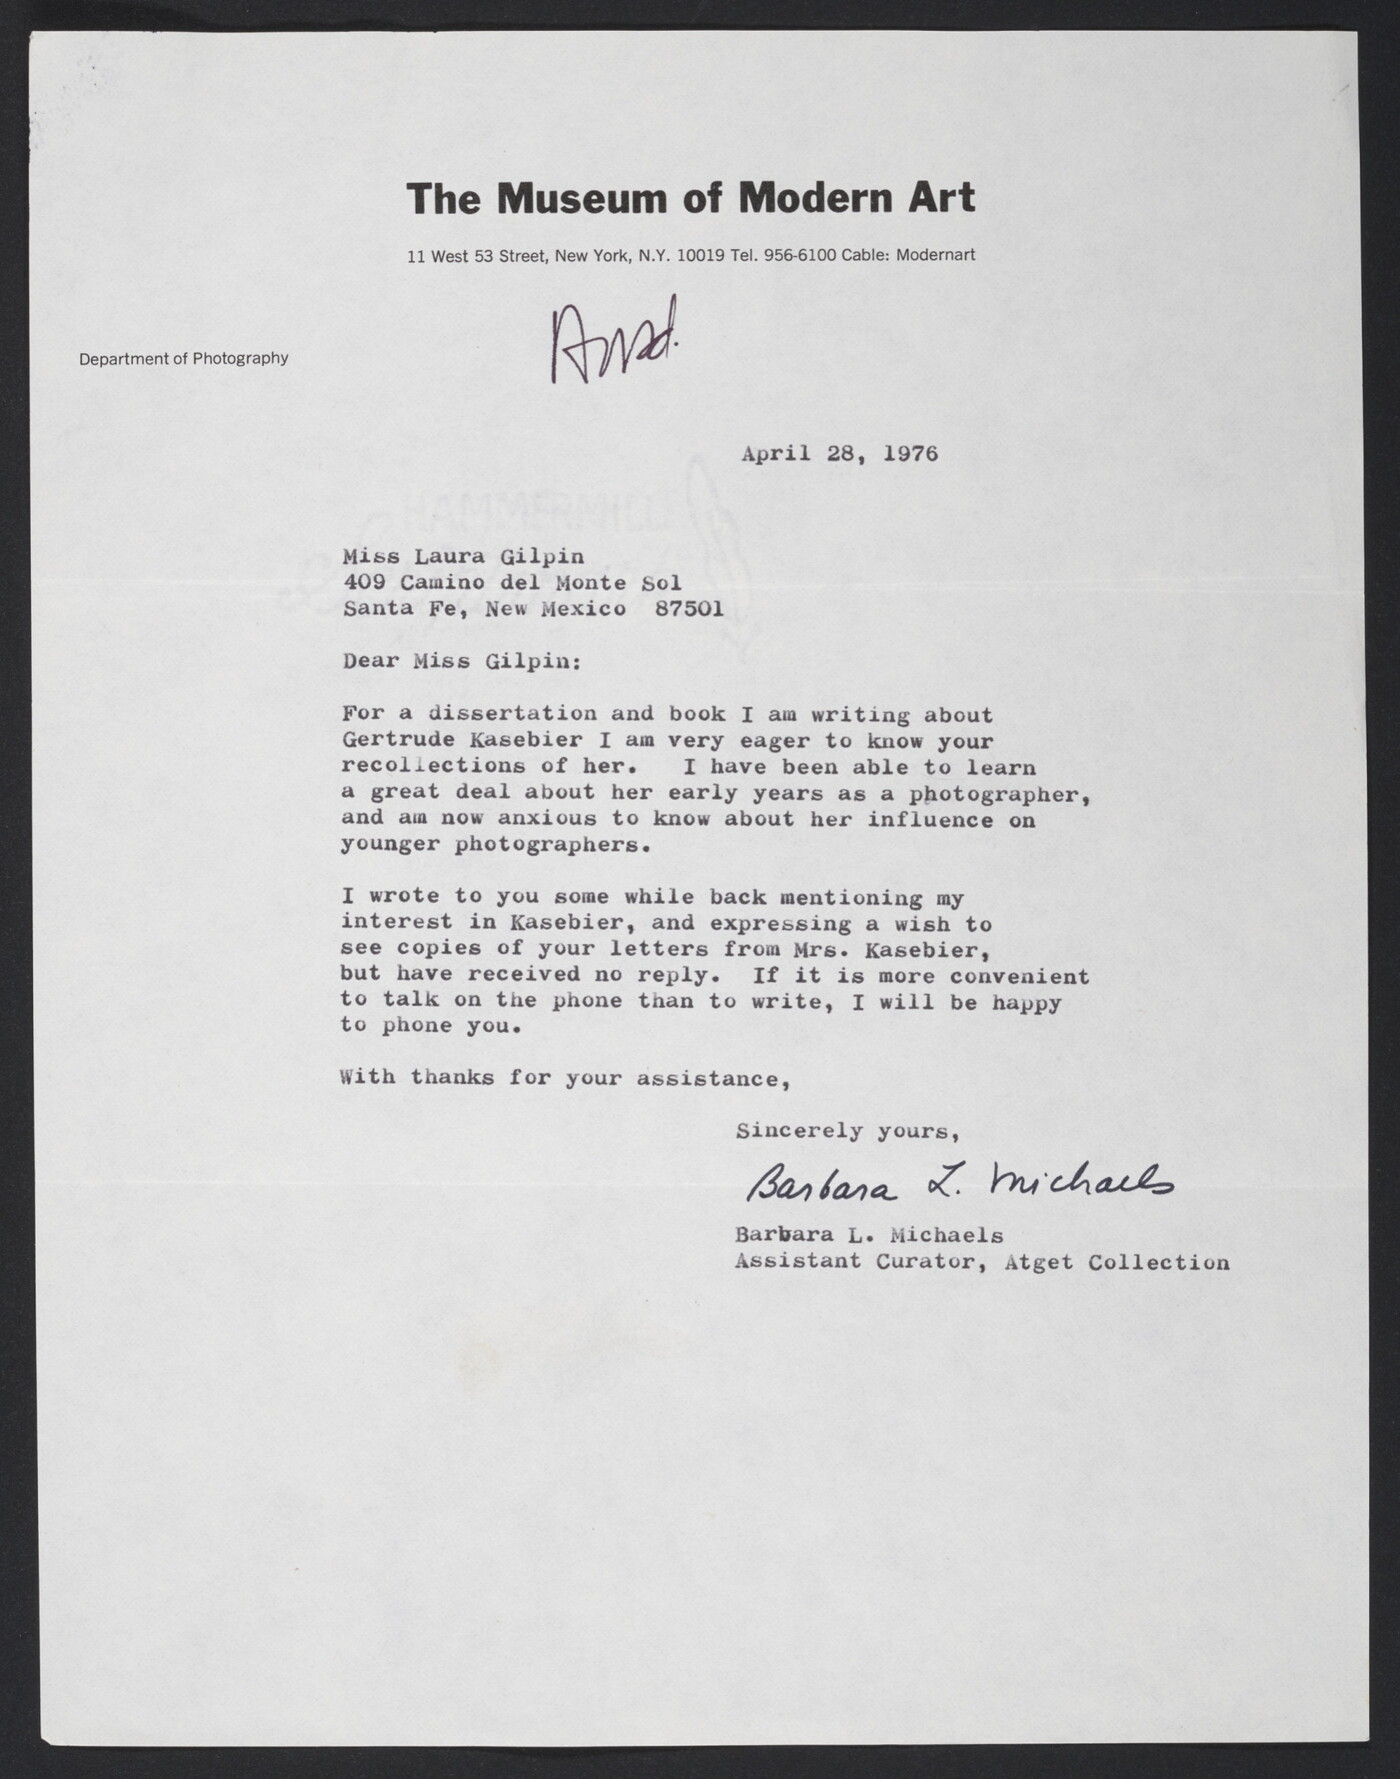 The Museum of Modern Art
11 West 53 Street, New York, N.Y. 10019 Tel. 956-6100 Cable: Modernart
Department of Photography
April 28, 1976
Miss Laura Gilpin
409 Camino del Monte Sol
Santa Fe, New Mexico 87501
Dear Miss Gilpin:
For a dissertation and book I am writing about
Gertrude Kasebier I am very eager to know your
recollections of her. I have been able to learn
a great deal about her early years as a photographer,
and am now anxious to know about her influence on
younger photographers.
I wrote to you some while back mentioning my
interest in Kasebier, and expressing a wish to
see copies of your letters from Mrs. Kasebier,
but have received no reply. If it is more convenient
to talk on the phone than to write, I will be happy
to phone you.
With thanks for your assistance,
Sincerely yours,
Barbara L. Michaels
Barbara L. Michaels
Assistant Curator, Atget Collection